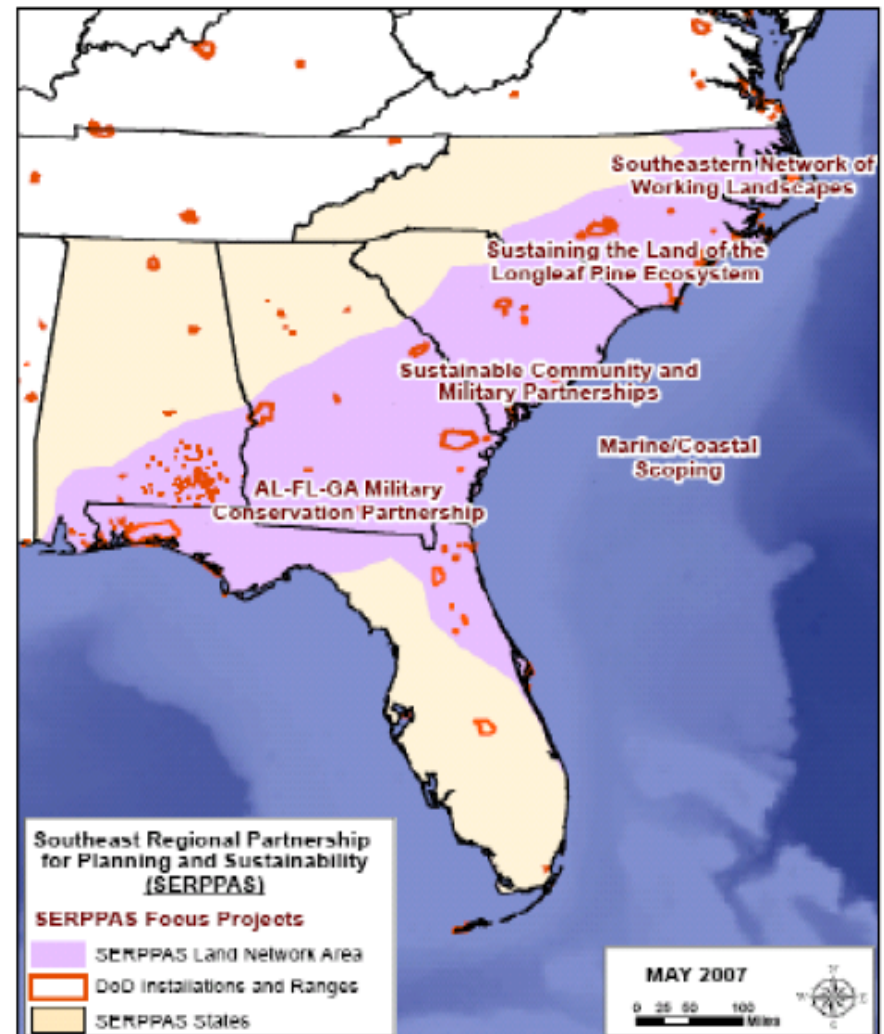 Southeastern Network of
Working Landscapes
Sustaining the Land of the
Longleaf Pine Ecosystem
Sustainable Community and
Military Partnerships
Marine/Coastal
Scoping
AL-FL-GA Military
Conservation Partnership
Southeast Regional Partnership
for Planning and Sustainability
(SERPPAS)
SERPPAS Focus Projects
SERPPAS Land Network Area
DoD Installations and Ranges
SERPPAS States
MAY 2007
0 25 50 100
Miles